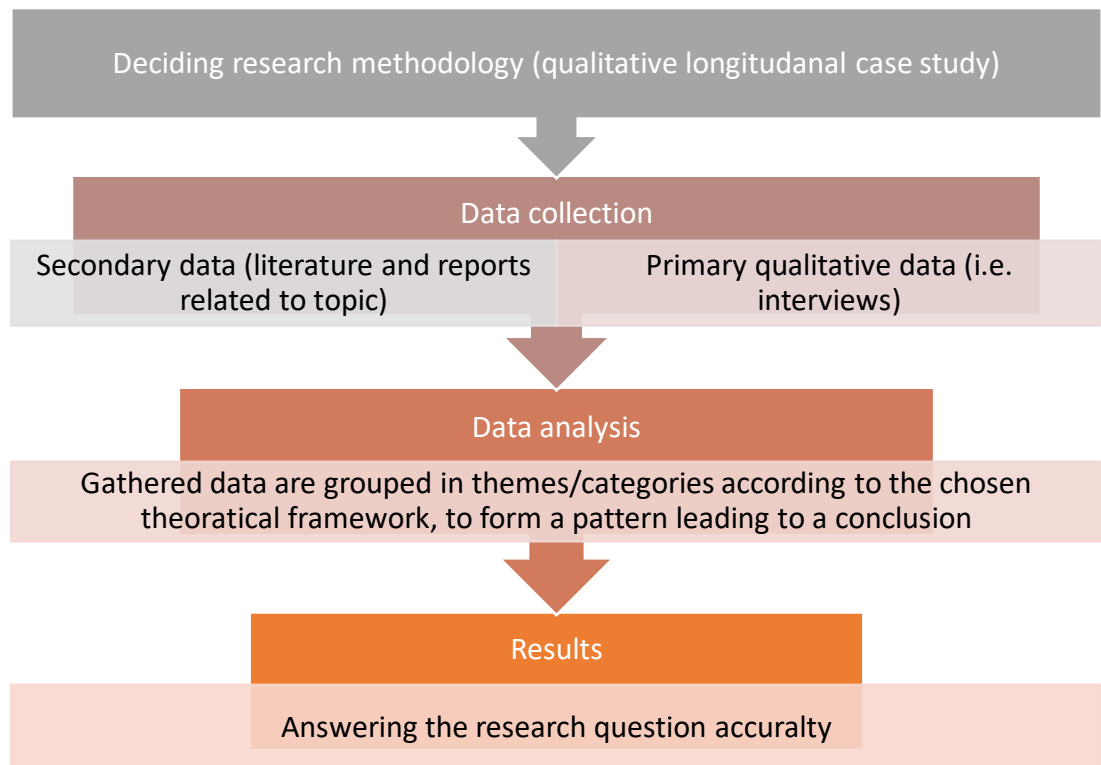 Deciding research methodology (qualitative longitudanal case study)
Data collection
Secondary data (literature and reports
related to topic)
Primary qualitative data (i.e.
interviews)
Data analysis
Gathered data are grouped in themes/categories according to the chosen
theoratical framework, to form a pattern leading to a conclusion
Results
Answering the research question accuralty